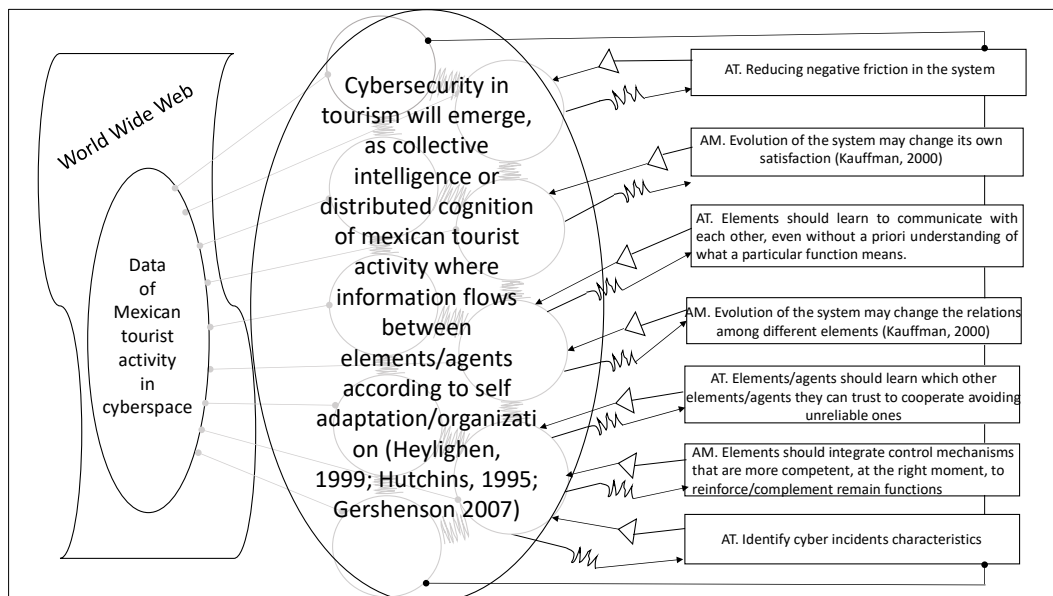 World Wide Web
Data
of
Mexican
tourist
activity
in
cyberspace
Cybersecurity in
tourism will emerge,
as collective
intelligence or
distributed cognition
of mexican tourist
activity where
information flows
between
elements/agents
according to self
adaptation/organizati
on (Heylighen,
1999; Hutchins, 1995;
Gershenson 2007)
AT. Reducing negative friction in the system
AM. Evolution of the system may change its own
satisfaction (Kauffman, 2000)
AT. Elements should learn to communicate with
each other, even without a priori understanding of
what a particular function means.
AM. Evolution of the system may change the relations
among different elements (Kauffman, 2000)
AT. Elements/agents should learn which other
elements/agents they can trust to cooperate avoiding
unreliable ones
AM. Elements should integrate control mechanisms
that are more competent, at the right moment, to
reinforce/complement remain functions
AT. Identify cyber incidents characteristics